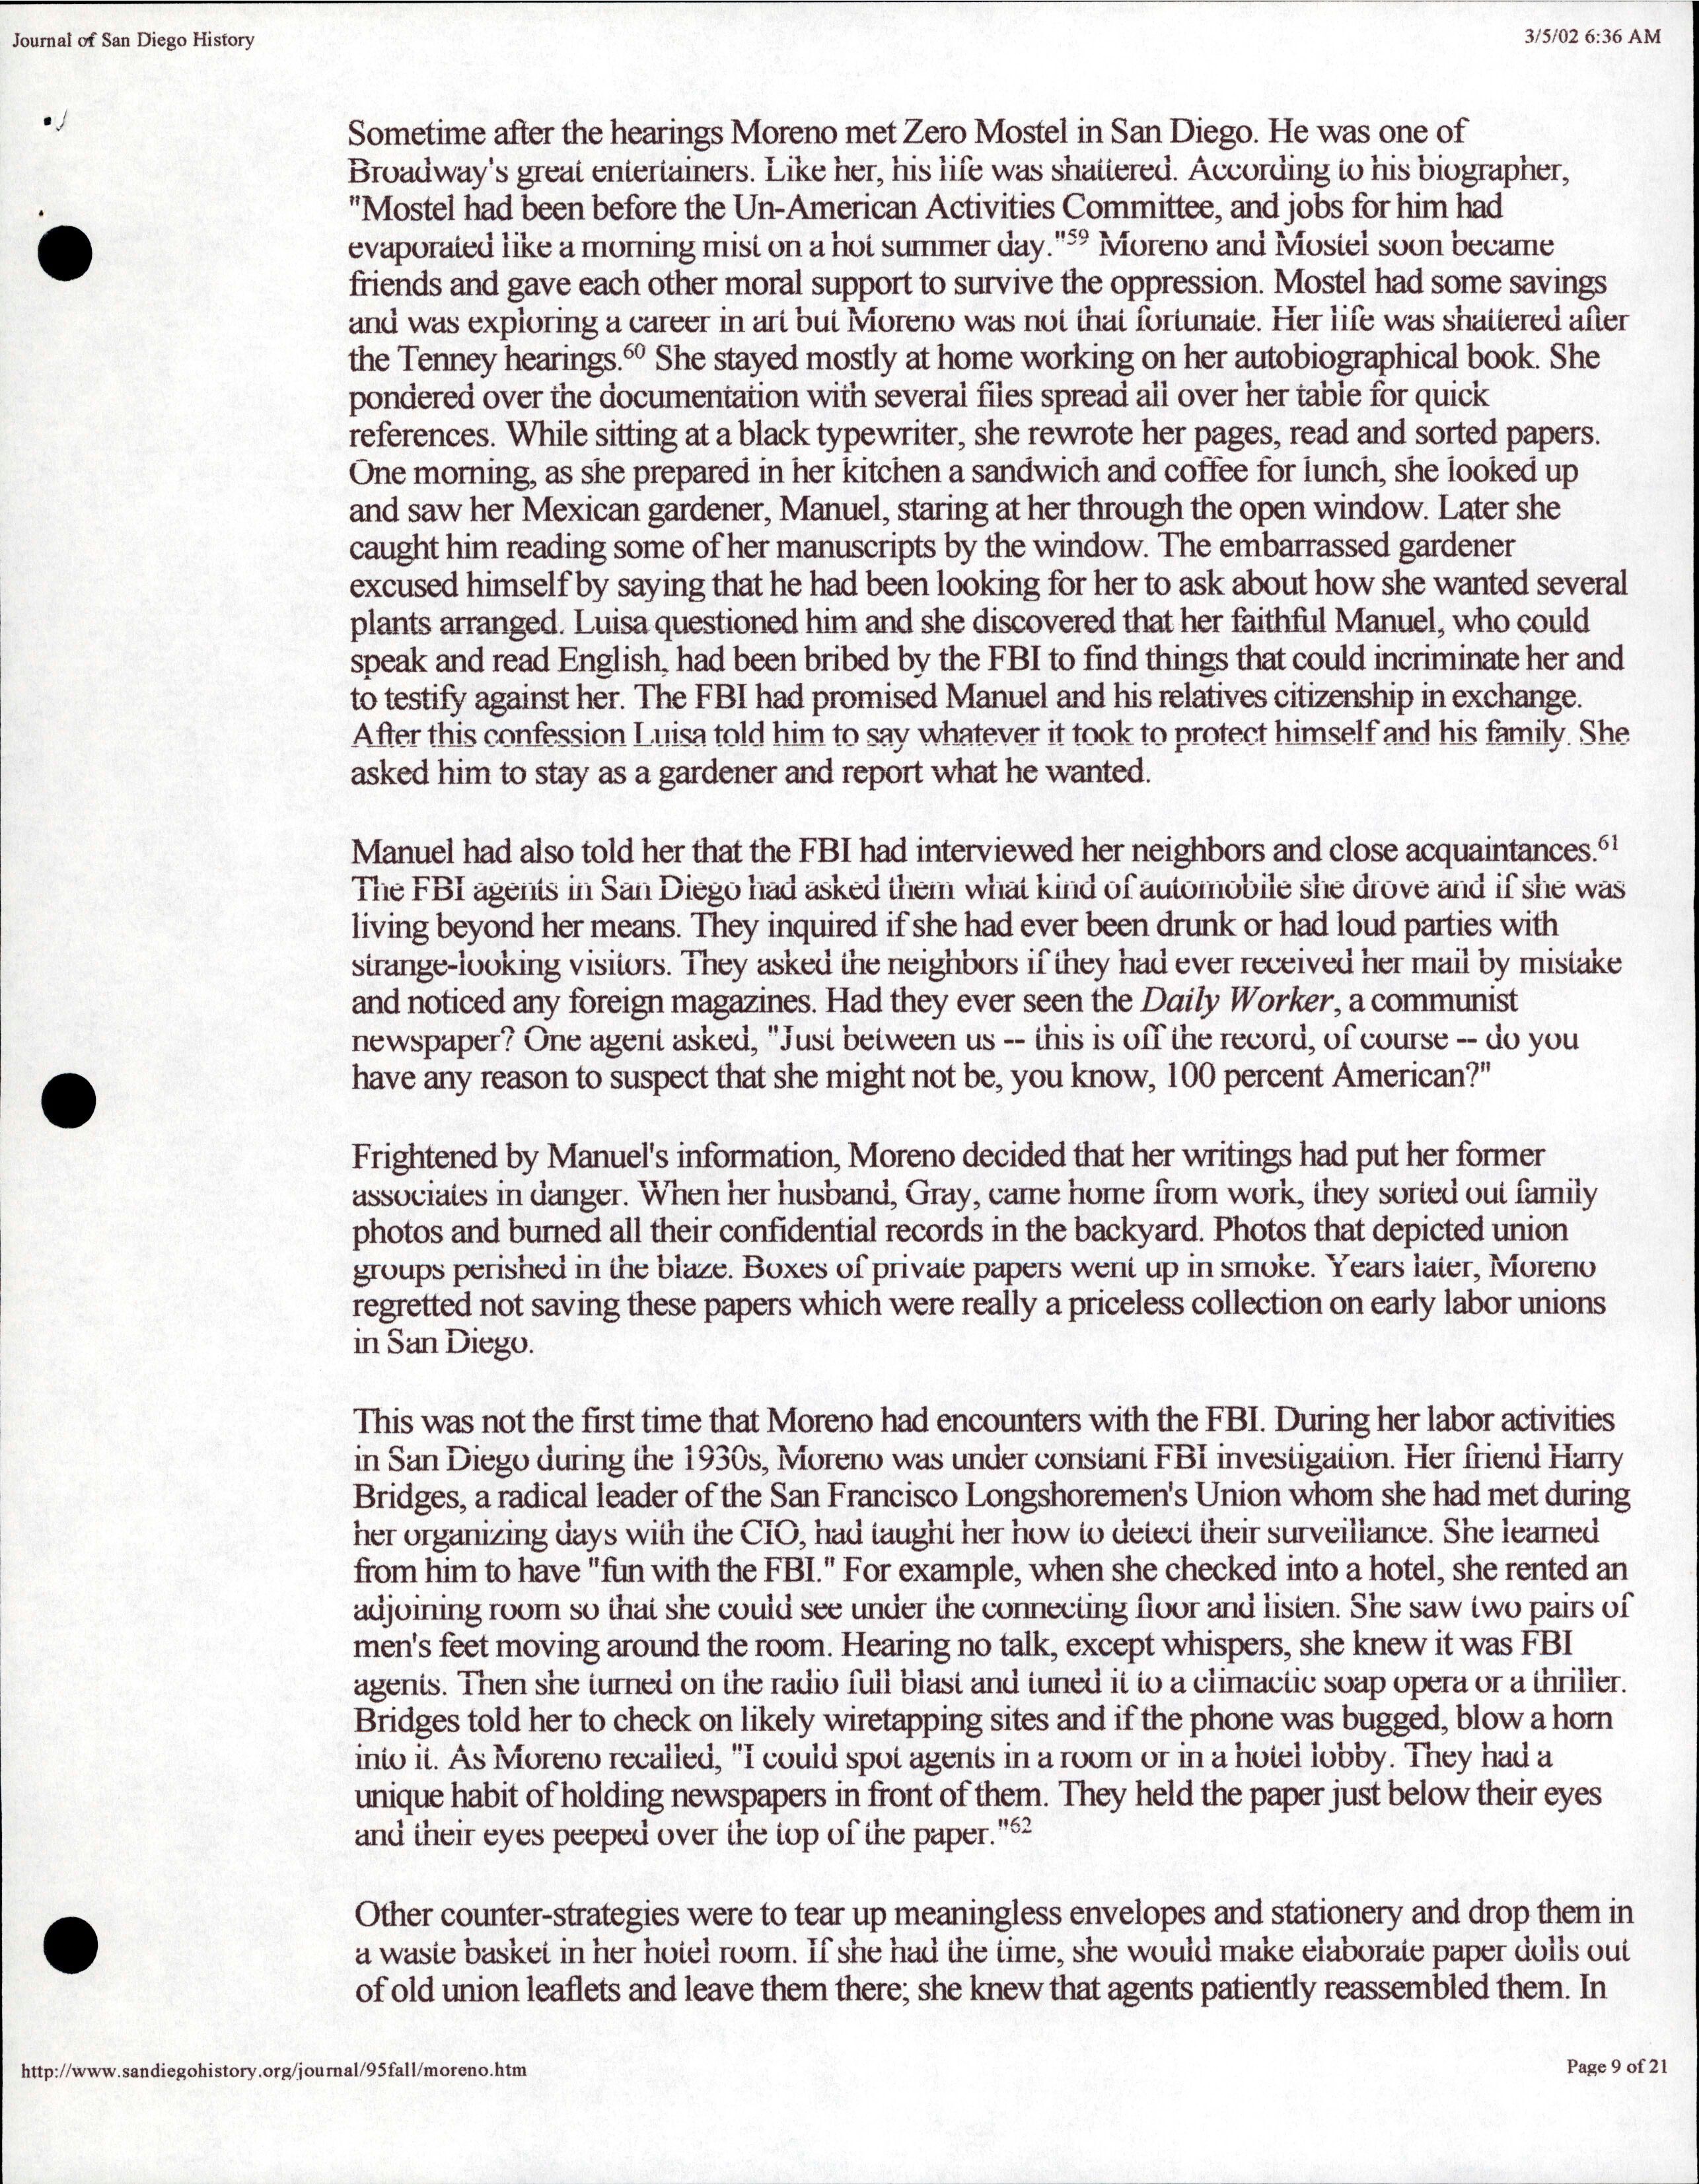 Journal of San Diego History
3/5/02 6:36 AM
Sometime after the hearings Moreno met Zero Mostel in San Diego. He was one of
Broadway's great entertainers. Like her, his life was shattered. According to his biographer,
"Mostel had been before the Un-American Activities Committee, and jobs for him had
evaporated like a morning mist on a hot summer day."59 Moreno and Mostel soon became
friends and gave each other moral support to survive the oppression. Mostel had some savings
and was exploring a career in art but Moreno was not that fortunate. Her life was shattered after
the Tenney hearings.60 She stayed mostly at home working on her autobiographical book. She
pondered over the documentation with several files spread all over her table for quick
references. While sitting at a black typewriter, she rewrote her pages, read and sorted papers.
One morning, as she prepared in her kitchen a sandwich and coffee for lunch, she looked up
and saw her Mexican gardener, Manuel, staring at her through the open window. Later she
caught him reading some of her manuscripts by the window. The embarrassed gardener
excused himself by saying that he had been looking for her to ask about how she wanted several
plants arranged. Luisa questioned him and she discovered that her faithful Manuel, who could
speak and read English, had been bribed by the FBI to find things that could incriminate her and
to testify against her. The FBI had promised Manuel and his relatives citizenship in exchange.
After this confession Luisa told him to say whatever it took to protect himself and his family. She
asked him to stay as a gardener and report what he wanted.
Manuel had also told her that the FBI had interviewed her neighbors and close acquaintances.61
The FBI agents in San Diego had asked them what kind of automobile she drove and if she was
living beyond her means. They inquired if she had ever been drunk or had loud parties with
strange-looking visitors. They asked the neighbors if they had ever received her mail by mistake
and noticed any foreign magazines. Had they ever seen the Daily Worker, a communist
newspaper? One agent asked, "Just between us -- this is off the record, of course -- do you
have any reason to suspect that she might not be, you know, 100 percent American?"
Frightened by Manuel's information, Moreno decided that her writings had put her former
associates in danger. When her husband, Gray, came home from work, they sorted out family
photos and burned all their confidential records in the backyard. Photos that depicted union
groups perished in the blaze. Boxes of private papers went up in smoke. Years later, Moreno
regretted not saving these papers which were really a priceless collection on early labor unions
in San Diego.
This was not the first time that Moreno had encounters with the FBI. During her labor activities
in San Diego during the 1930s, Moreno was under constant FBI investigation. Her friend Harry
Bridges, a radical leader of the San Francisco Longshoremen's Union whom she had met during
her organizing days with the CIO, had taught her how to detect their surveillance. She learned
from him to have "fun with the FBI." For example, when she checked into a hotel, she rented an
adjoining room so that she could see under the connecting floor and listen. She saw two pairs of
men's feet moving around the room. Hearing no talk, except whispers, she knew it was FBI
agents. Then she turned on the radio full blast and tuned it to a climactic soap opera or a thriller.
Bridges told her to check on likely wiretapping sites and if the phone was bugged, blow a horn
into it. As Moreno recalled, "I could spot agents in a room or in a hotel lobby. They had a
unique habit of holding newspapers in front of them. They held the paper just below their eyes
and their eyes peeped over the top of the paper."62
Other counter-strategies were to tear up meaningless envelopes and stationery and drop them in
a waste basket in her hotel room. If she had the time, she would make elaborate paper dolls out
of old union leaflets and leave them there; she knew that agents patiently reassembled them. In
http://www.sandiegohistory.org/journal/95fall/moreno.htm
Page 9 of 21